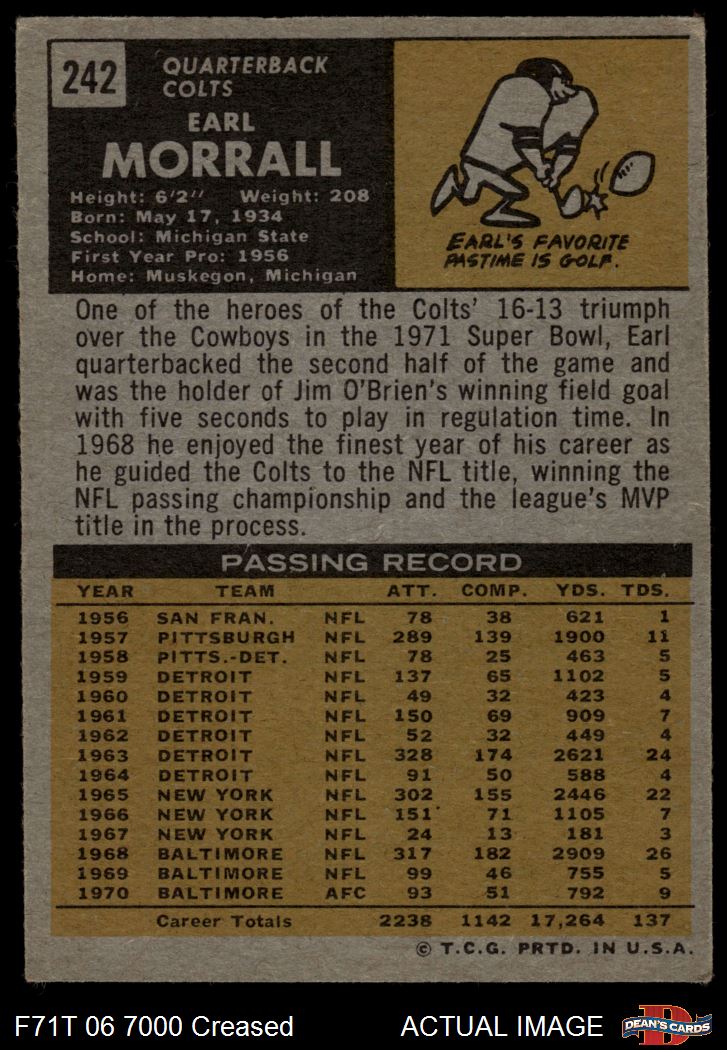 242
QUARTERBACK
COLTS
EARL
MORRALL
Height: 6'2" Weight: 208
Born: May 17, 1934
School: Michigan State
First Year Pro: 1956
Home: Muskegon, Michigan
EARL'S FAVORITE
PASTIME IS GOLF.
One of the heroes of the Colts' 16-13 triumph
over the Cowboys in the 1971 Super Bowl, Earl
quarterbacked the second half of the game and
was the holder of Jim O'Brien's winning field goal
with five seconds to play in regulation time. In
1968 he enjoyed the finest year of his career as
he guided the Colts to the NFL title, winning the
NFL passing championship and the league's MVP
title in the process.
PASSING RECORD
YEAR TEAM ATT. COMP. YDS. TDS.
1956 SAN FRAN. NFL 78 38 621 1
1957 PITTSBURGH NFL 289 139 1900 11
1958 PITTS.-DET. NFL 78 25 463 5
1959 DETROIT NFL 137 65 1102 5
1960 DETROIT NFL 49 32 423 4
1961 DETROIT NFL 150 69 909 7
1962 DETROIT NFL 52 32 449 4
1963 DETROIT NFL 328 174 2621 24
1964 DETROIT NFL 91 50 588 4
1965 NEW YORK NFL 302 155 2446 22
1966 NEW YORK NFL 151 71 1105 7
1967 NEW YORK NFL 24 13 181 3
1968 BALTIMORE NFL 317 182 2909 26
1969 BALTIMORE NFL 99 46 755 5
1970 BALTIMORE AFC 93 51 792 9
Career Totals 2238 1142 17,264 137
© T.C.G. PRTD. IN U.S.A.
F71T 06 7000 Creased ACTUAL IMAGE
D
DEAN'S CARDS